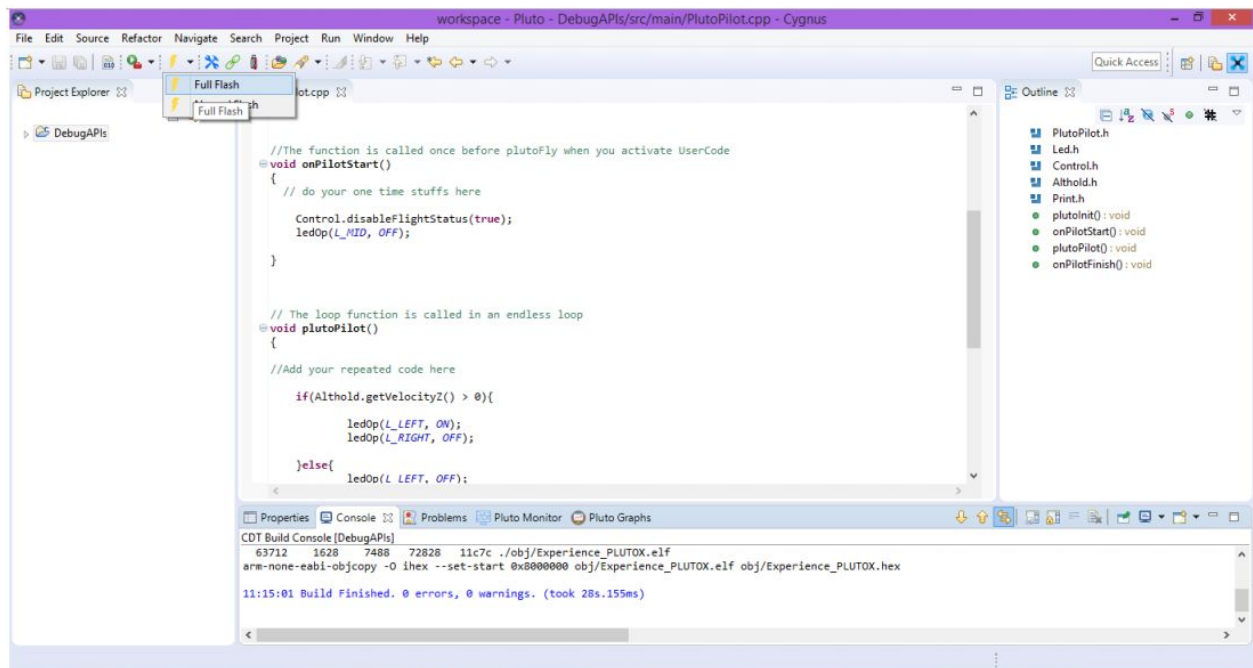 workspace - Pluto - DebugAPIs/src/main/PlutoPilot.cpp - Cygnus
File Edit Source Refactor Navigate Search Project Run Window Help
Quick Access
Full Flash
Full Flash
Project Explorer
lot.cpp
Outline
DebugAPIs
//The function is called once before plutoFly when you activate UserCode
void onPilotStart()
{
// do your one time stuffs here
Control.disableFlightStatus(true);
ledOp(L_MID, OFF);
}
// The loop function is called in an endless loop
void plutoPilot()
{
//Add your repeated code here
if(Althold.getVelocityZ() > 0){
ledOp(L_LEFT, ON);
ledOp(L_RIGHT, OFF);
}else{
ledOp(L_LEFT, OFF);
PlutoPilot.h
Led.h
Control.h
Althold.h
Print.h
plutoInit() : void
onPilotStart() : void
plutoPilot() : void
onPilotFinish() : void
Properties Console Problems Pluto Monitor Pluto Graphs
CDT Build Console [DebugAPIs]
63712 1628 7488 72828 11c7c ./obj/Experience_PLUTOX.elf
arm-none-eabi-objcopy -O ihex --set-start 0x8000000 obj/Experience_PLUTOX.elf obj/Experience_PLUTOX.hex
11:15:01 Build Finished. 0 errors, 0 warnings. (took 28s.155ms)